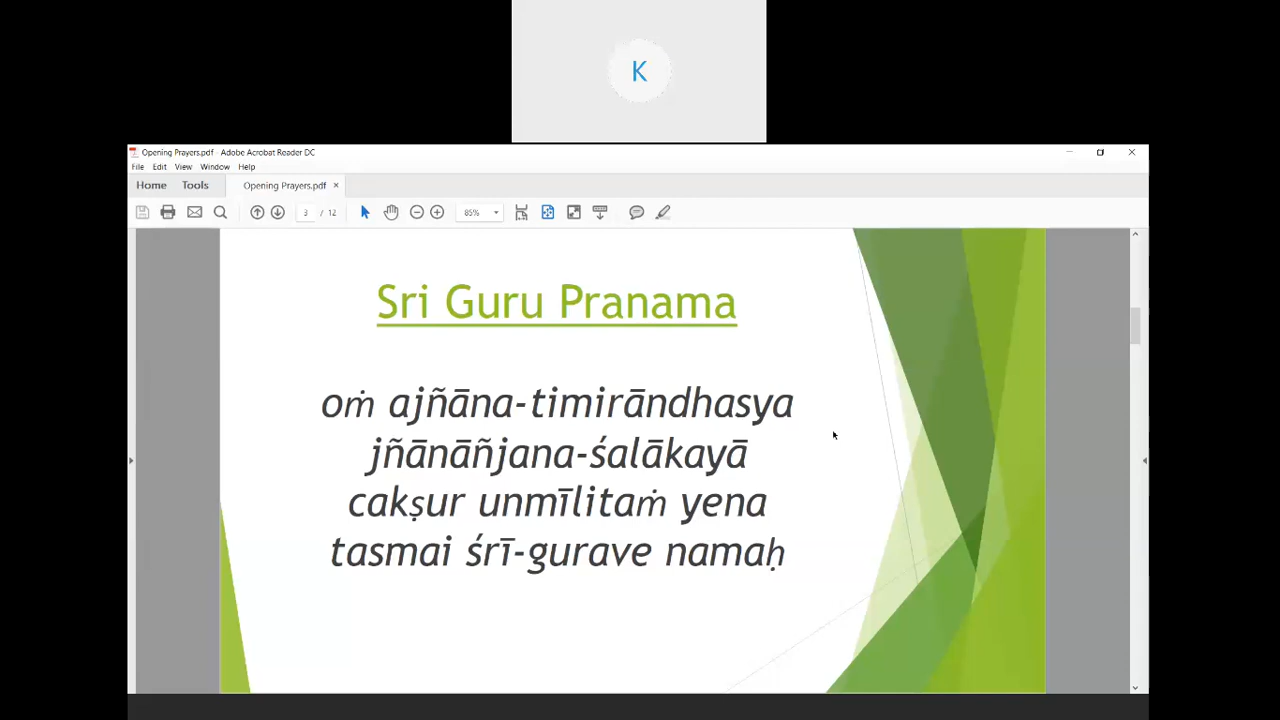 K
Opening Prayers.pdf - Adobe Acrobat Reader DC
File Edit View Window Help
Home Tools Opening Prayers.pdf ×
3 / 12 85%
Sri Guru Pranama
oṁ ajñāna-timirāndhasya
jñānāñjana-śalākayā
cakṣur unmīlitaṁ yena
tasmai śrī-gurave namaḥ